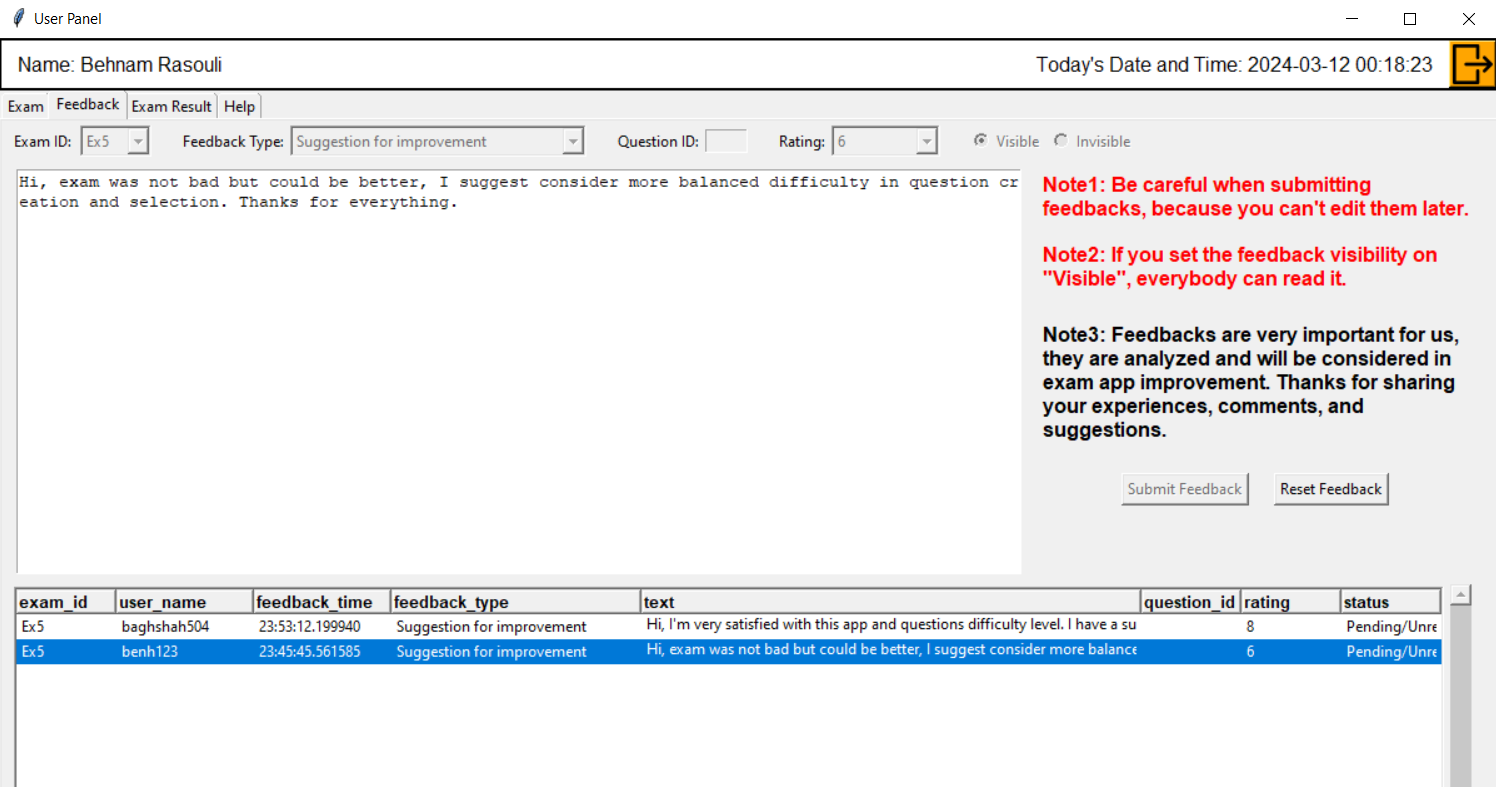 User Panel
Name: Behnam Rasouli Today's Date and Time: 2024-03-12 00:18:23
Exam Feedback Exam Result Help
Exam ID: Ex5 Feedback Type: Suggestion for improvement Question ID: Rating: 6 Visible Invisible
Hi, exam was not bad but could be better, I suggest consider more balanced difficulty in question cr
eation and selection. Thanks for everything.
Note1: Be careful when submitting
feedbacks, because you can't edit them later.
Note2: If you set the feedback visibility on
"Visible", everybody can read it.
Note3: Feedbacks are very important for us,
they are analyzed and will be considered in
exam app improvement. Thanks for sharing
your experiences, comments, and
suggestions.
Submit Feedback Reset Feedback
exam_id user_name feedback_time feedback_type text question_id rating status
Ex5 baghshah504 23:53:12.199940 Suggestion for improvement Hi, I'm very satisfied with this app and questions difficulty level. I have a su 8 Pending/Unre
Ex5 benh123 23:45:45.561585 Suggestion for improvement Hi, exam was not bad but could be better, I suggest consider more balance 6 Pending/Unre